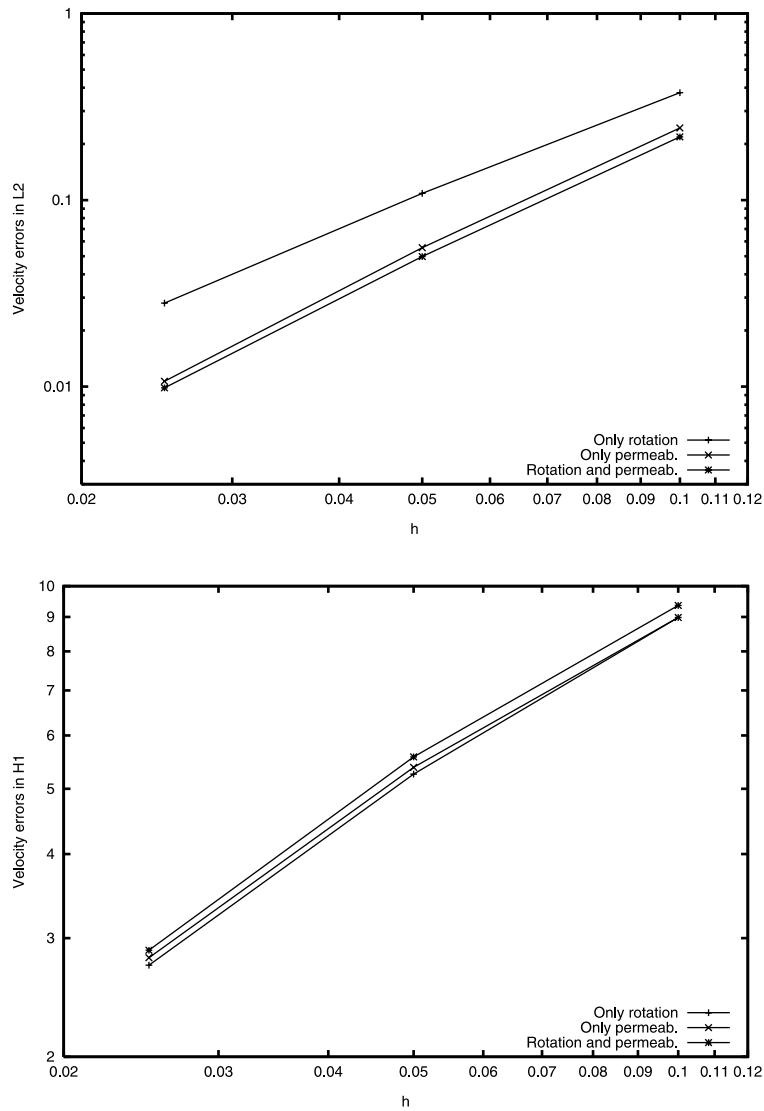 1
0.1
0.01
Velocity errors in L2
Only rotation
Only permeab.
Rotation and permeab.
0.02 0.03 0.04 0.05 0.06 0.07 0.08 0.09 0.1 0.11 0.12
h
10
9
8
7
6
5
4
3
2
Velocity errors in H1
Only rotation
Only permeab.
Rotation and permeab.
0.02 0.03 0.04 0.05 0.06 0.07 0.08 0.09 0.1 0.11 0.12
h